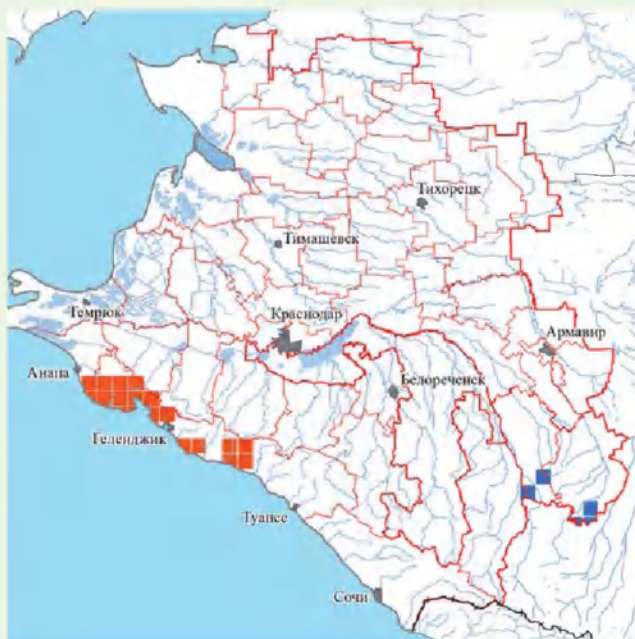 Тихорецк
Тимашевск
Темрюк
Краснодар
Армавир
Анапа
Белореченск
Геленджик
Туапсе
Сочи